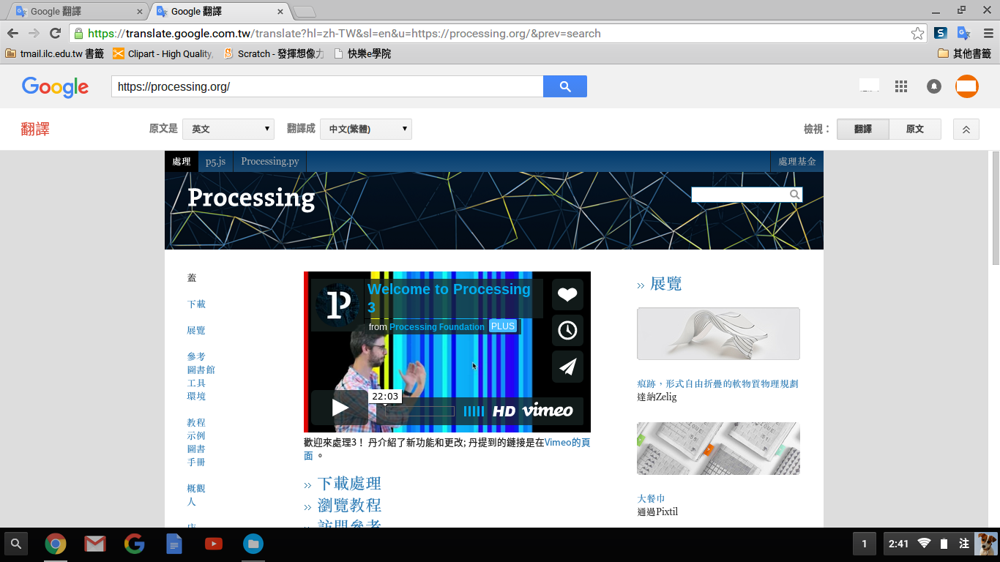 Google 翻譯
Google 翻譯
https://translate.google.com.tw/translate?hl=zh-TW&sl=en&u=https://processing.org/&prev=search
tmail.ilc.edu.tw 書籤
Clipart - High Quality,
Scratch - 發揮想像力
快樂e學院
其他書籤
Google
https://processing.org/
翻譯
原文是
英文
翻譯成
中文(繁體)
檢視：
翻譯
原文
處理
p5.js
Processing.py
處理基金
Processing
蓋
下載
展覽
參考
圖書館
工具
環境
教程
示例
圖書
手冊
概觀
人
Welcome to Processing
3
from Processing Foundation PLUS
22:03
HD vimeo
歡迎來處理3！ 丹介紹了新功能和更改; 丹提到的鏈接是在Vimeo的頁
面 。
下載處理
瀏覽教程
訪問參考
展覽
痕跡，形式自由折疊的軟物質物理規劃
達納Zelig
大餐巾
通過Pixtil
1
2:41
注